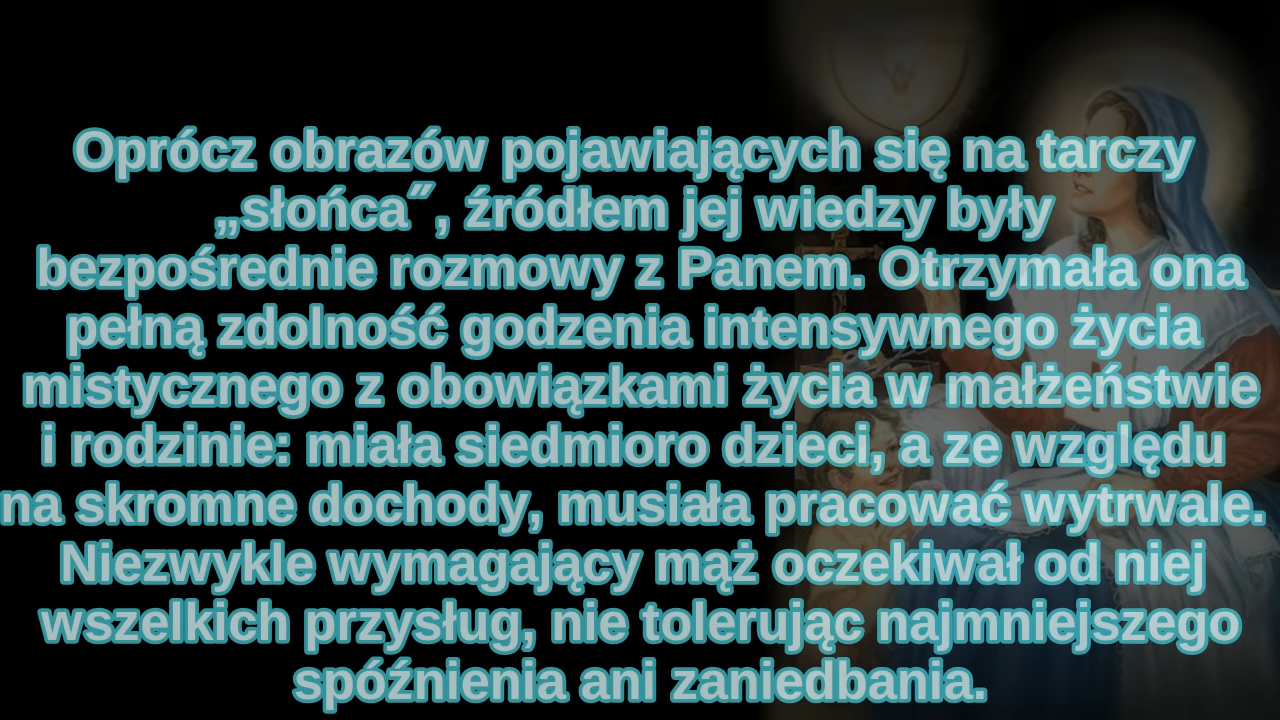 Oprócz obrazów pojawiających się na tarczy
„słońca˝, źródłem jej wiedzy były
bezpośrednie rozmowy z Panem. Otrzymała ona
pełną zdolność godzenia intensywnego życia
mistycznego z obowiązkami życia w małżeństwie
i rodzinie: miała siedmioro dzieci, a ze względu
na skromne dochody, musiała pracować wytrwale.
Niezwykle wymagający mąż oczekiwał od niej
wszelkich przysług, nie tolerując najmniejszego
spóźnienia ani zaniedbania.